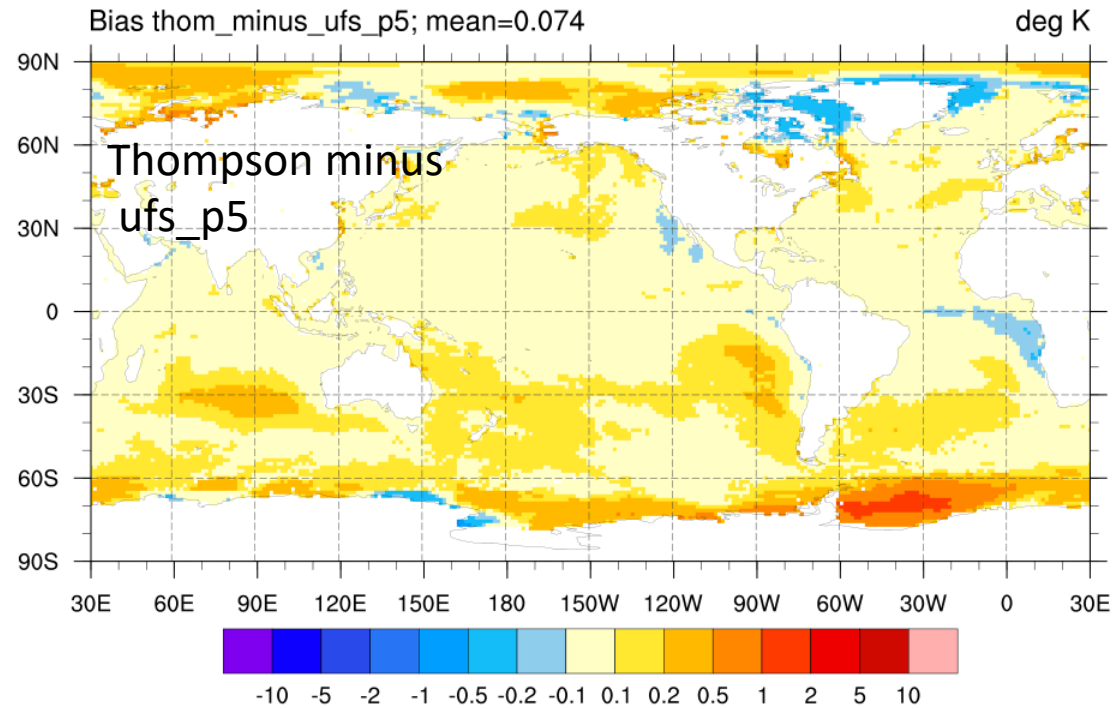 Bias thom_minus_ufs_p5; mean=0.074 deg K
90N
60N
30N
0
30S
60S
90S
Thompson minus
ufs_p5
30E 60E 90E 120E 150E 180 150W 120W 90W 60W 30W 0 30E
-10 -5 -2 -1 -0.5 -0.2 -0.1 0.1 0.2 0.5 1 2 5 10